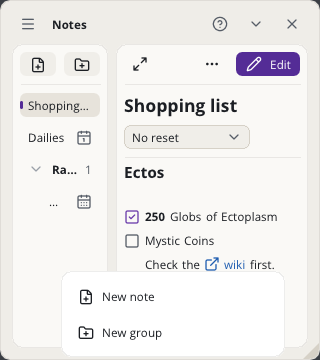 Notes
Edit
Shopping...
Dailies
Ra... 1
...
Shopping list
No reset
Ectos
250 Globs of Ectoplasm
Mystic Coins
Check the wiki first.
New note
New group